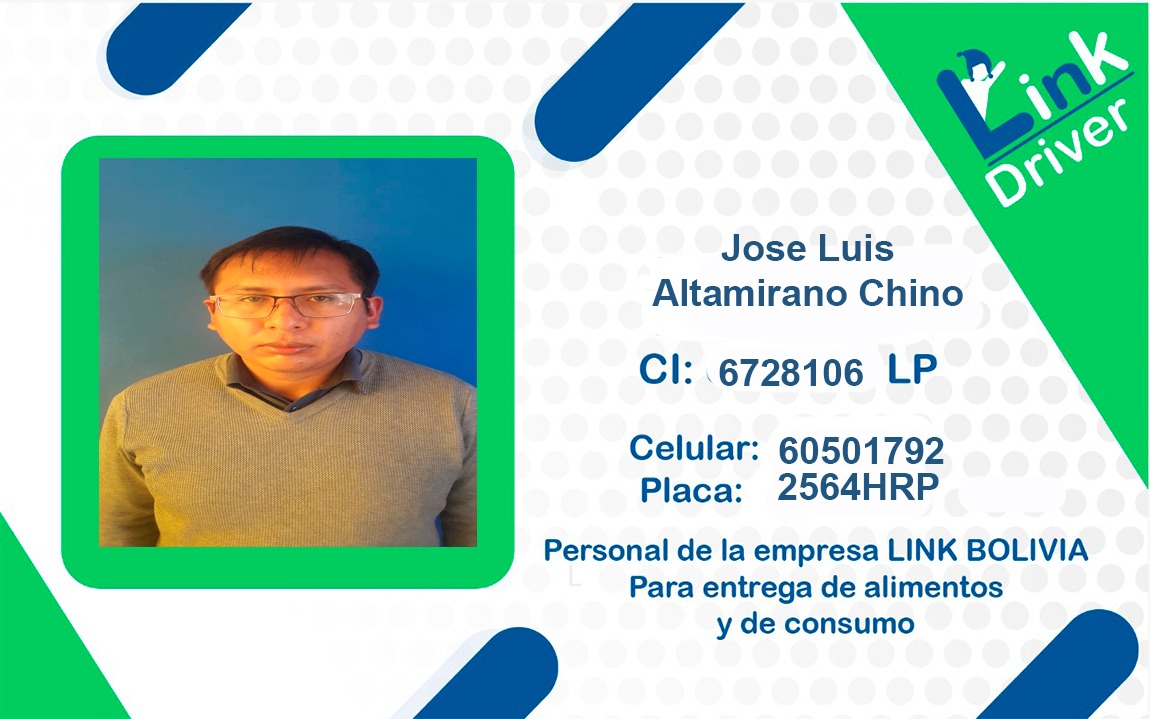 Link
Driver
Jose Luis
Altamirano Chino
CI: 6728106 LP
Celular: 60501792
Placa: 2564HRP
Personal de la empresa LINK BOLIVIA
Para entrega de alimentos
y de consumo